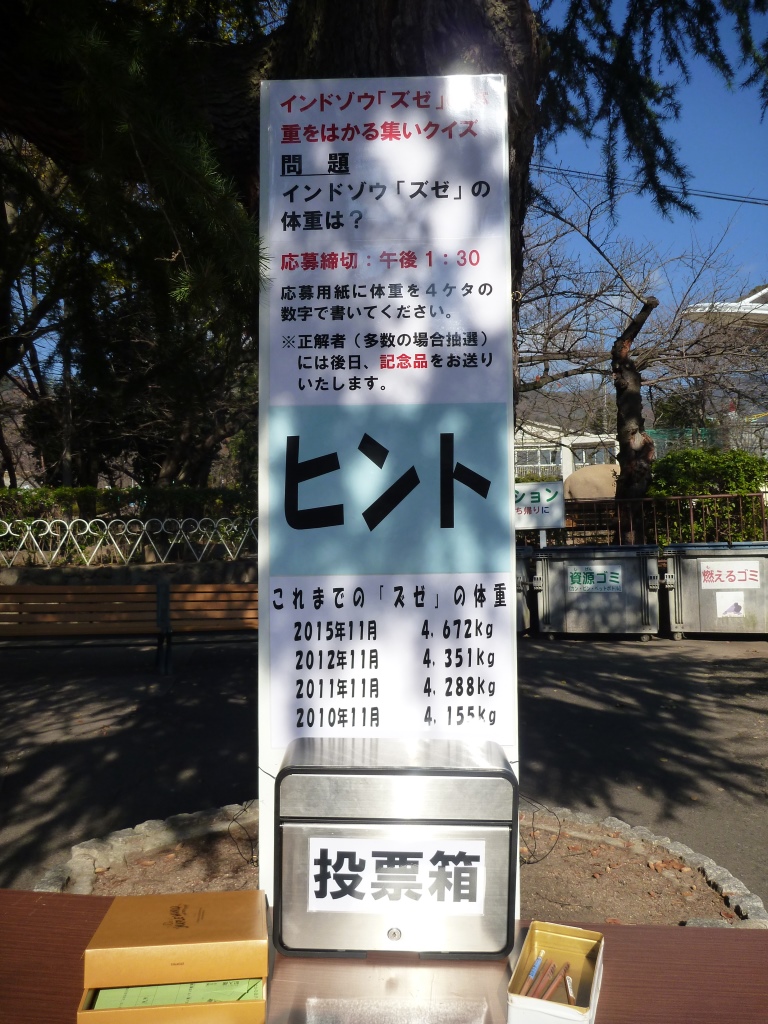 インドゾウ「ズゼ」
重をはかる集いクイズ
問　題
インドゾウ「ズゼ」の
体重は？
応募締切：午後１：３０
応募用紙に体重を４ケタの
数字で書いてください。
※正解者（多数の場合抽選）
には後日、記念品をお送り
いたします。
ヒント
これまでの「ズゼ」の体重
2015年11月　4,672kg
2012年11月　4,351kg
2011年11月　4,288kg
2010年11月　4,155kg
投票箱
ション
ち帰りに
資源ゴミ
燃えるゴミ